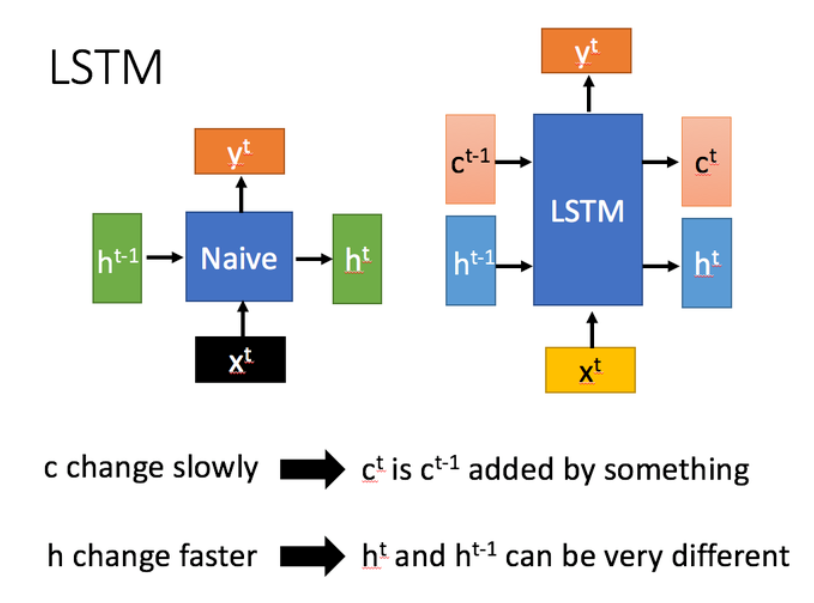 LSTM
yᵗ
hᵗ⁻¹ Naive hᵗ
xᵗ
yᵗ
cᵗ⁻¹ cᵗ
LSTM
hᵗ⁻¹ hᵗ
xᵗ
c change slowly cᵗ is cᵗ⁻¹ added by something
h change faster hᵗ and hᵗ⁻¹ can be very different